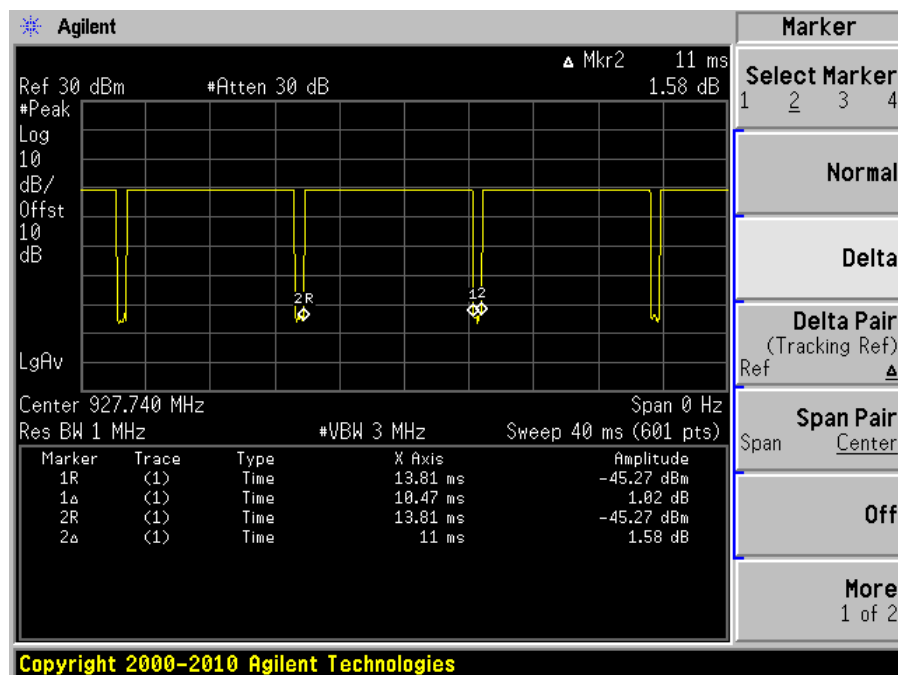 Agilent
Marker
Δ Mkr2 11 ms
Ref 30 dBm #Atten 30 dB 1.58 dB
#Peak
Log
10
dB/
Offst
10
dB
2R
12
LgAv
Center 927.740 MHz Span 0 Hz
Res BW 1 MHz #VBW 3 MHz Sweep 40 ms (601 pts)
Marker Trace Type X Axis Amplitude
1R (1) Time 13.81 ms -45.27 dBm
1Δ (1) Time 10.47 ms 1.02 dB
2R (1) Time 13.81 ms -45.27 dBm
2Δ (1) Time 11 ms 1.58 dB
Select Marker
1 2 3 4
Normal
Delta
Delta Pair
(Tracking Ref)
Ref Δ
Span Pair
Span Center
Off
More
1 of 2
Copyright 2000-2010 Agilent Technologies